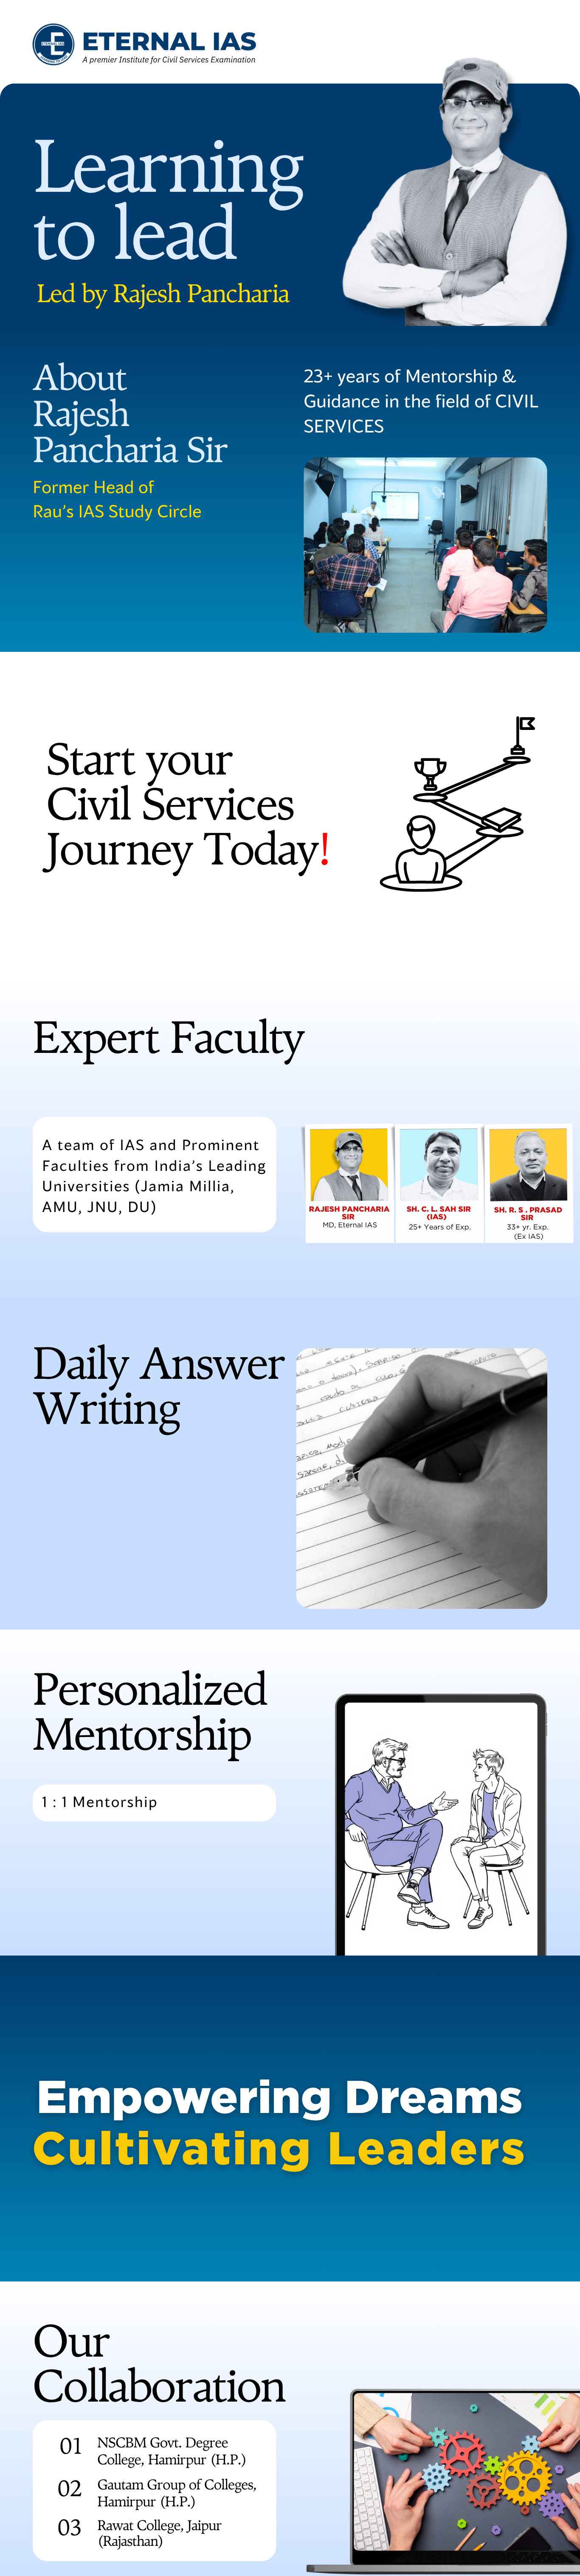 ETERNAL IAS
A premier Institute for Civil Services Examination
Learning
to lead
Led by Rajesh Pancharia
About
Rajesh
Pancharia Sir
Former Head of
Rau's IAS Study Circle
23+ years of Mentorship &
Guidance in the field of CIVIL
SERVICES
Start your
Civil Services
Journey Today!
Expert Faculty
A team of IAS and Prominent
Faculties from India's Leading
Universities (Jamia Millia,
AMU, JNU, DU)
RAJESH PANCHARIA
SIR
MD, Eternal IAS
SH. C. L. SAH SIR
(IAS)
25+ Years of Exp.
SH. R. S . PRASAD
SIR
33+ yr. Exp.
(Ex IAS)
Daily Answer
Writing
Personalized
Mentorship
1 : 1 Mentorship
Empowering Dreams
Cultivating Leaders
Our
Collaboration
01 NSCBM Govt. Degree
College, Hamirpur (H.P.)
02 Gautam Group of Colleges,
Hamirpur (H.P.)
03 Rawat College, Jaipur
(Rajasthan)